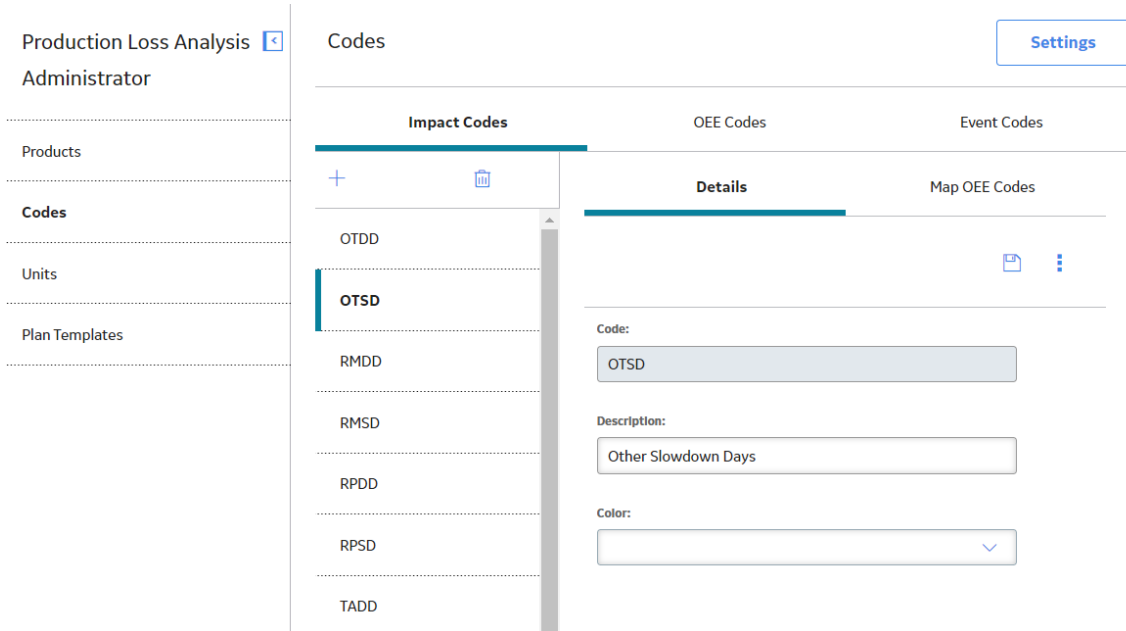 Production Loss Analysis
Administrator
Products
Codes
Units
Plan Templates
Codes
Settings
Impact Codes
OEE Codes
Event Codes
OTDD
OTSD
RMDD
RMSD
RPDD
RPSD
TADD
Details
Map OEE Codes
Code:
OTSD
Description:
Other Slowdown Days
Color: